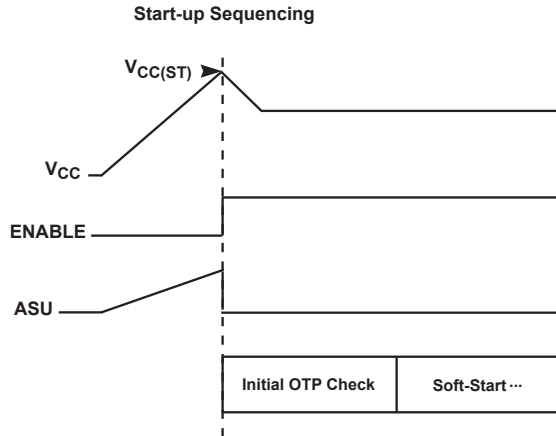 Start-up Sequencing
VCC(ST)
VCC
ENABLE
ASU
Initial OTP Check
Soft-Start ···